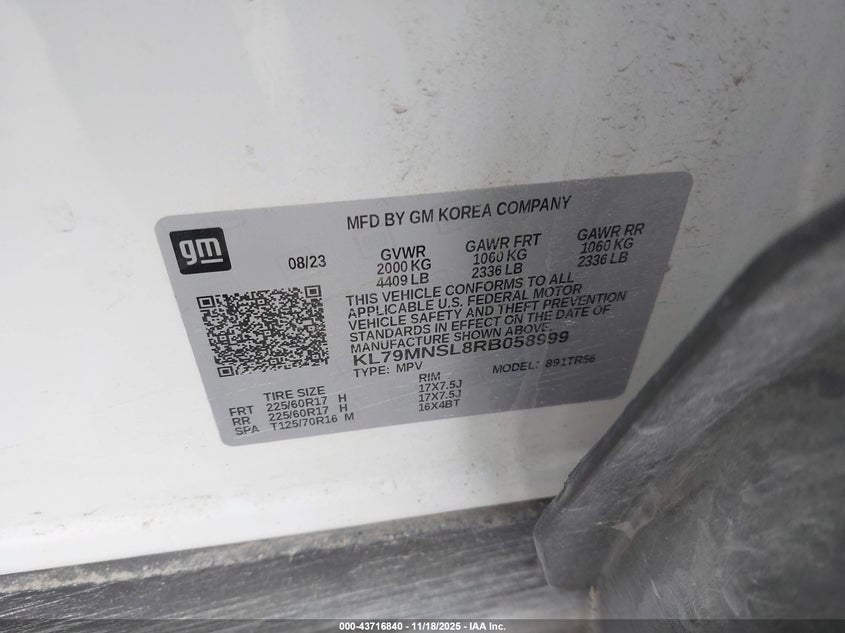 MFD BY GM KOREA COMPANY
gm
08/23
GVWR GAWR FRT GAWR RR
2000 KG 1060 KG 1060 KG
4409 LB 2336 LB 2336 LB
THIS VEHICLE CONFORMS TO ALL
APPLICABLE U.S. FEDERAL MOTOR
VEHICLE SAFETY AND THEFT PREVENTION
STANDARDS IN EFFECT ON THE DATE OF
MANUFACTURE SHOWN ABOVE.
KL79MNSL8RB058999
TYPE: MPV MODEL: 891TR56
TIRE SIZE RIM
FRT 225/60R17 H 17X7.5J
RR 225/60R17 H 17X7.5J
SPA T125/70R16 M 16X4BT
000-43716840 - 11/18/2025 - IAA Inc.